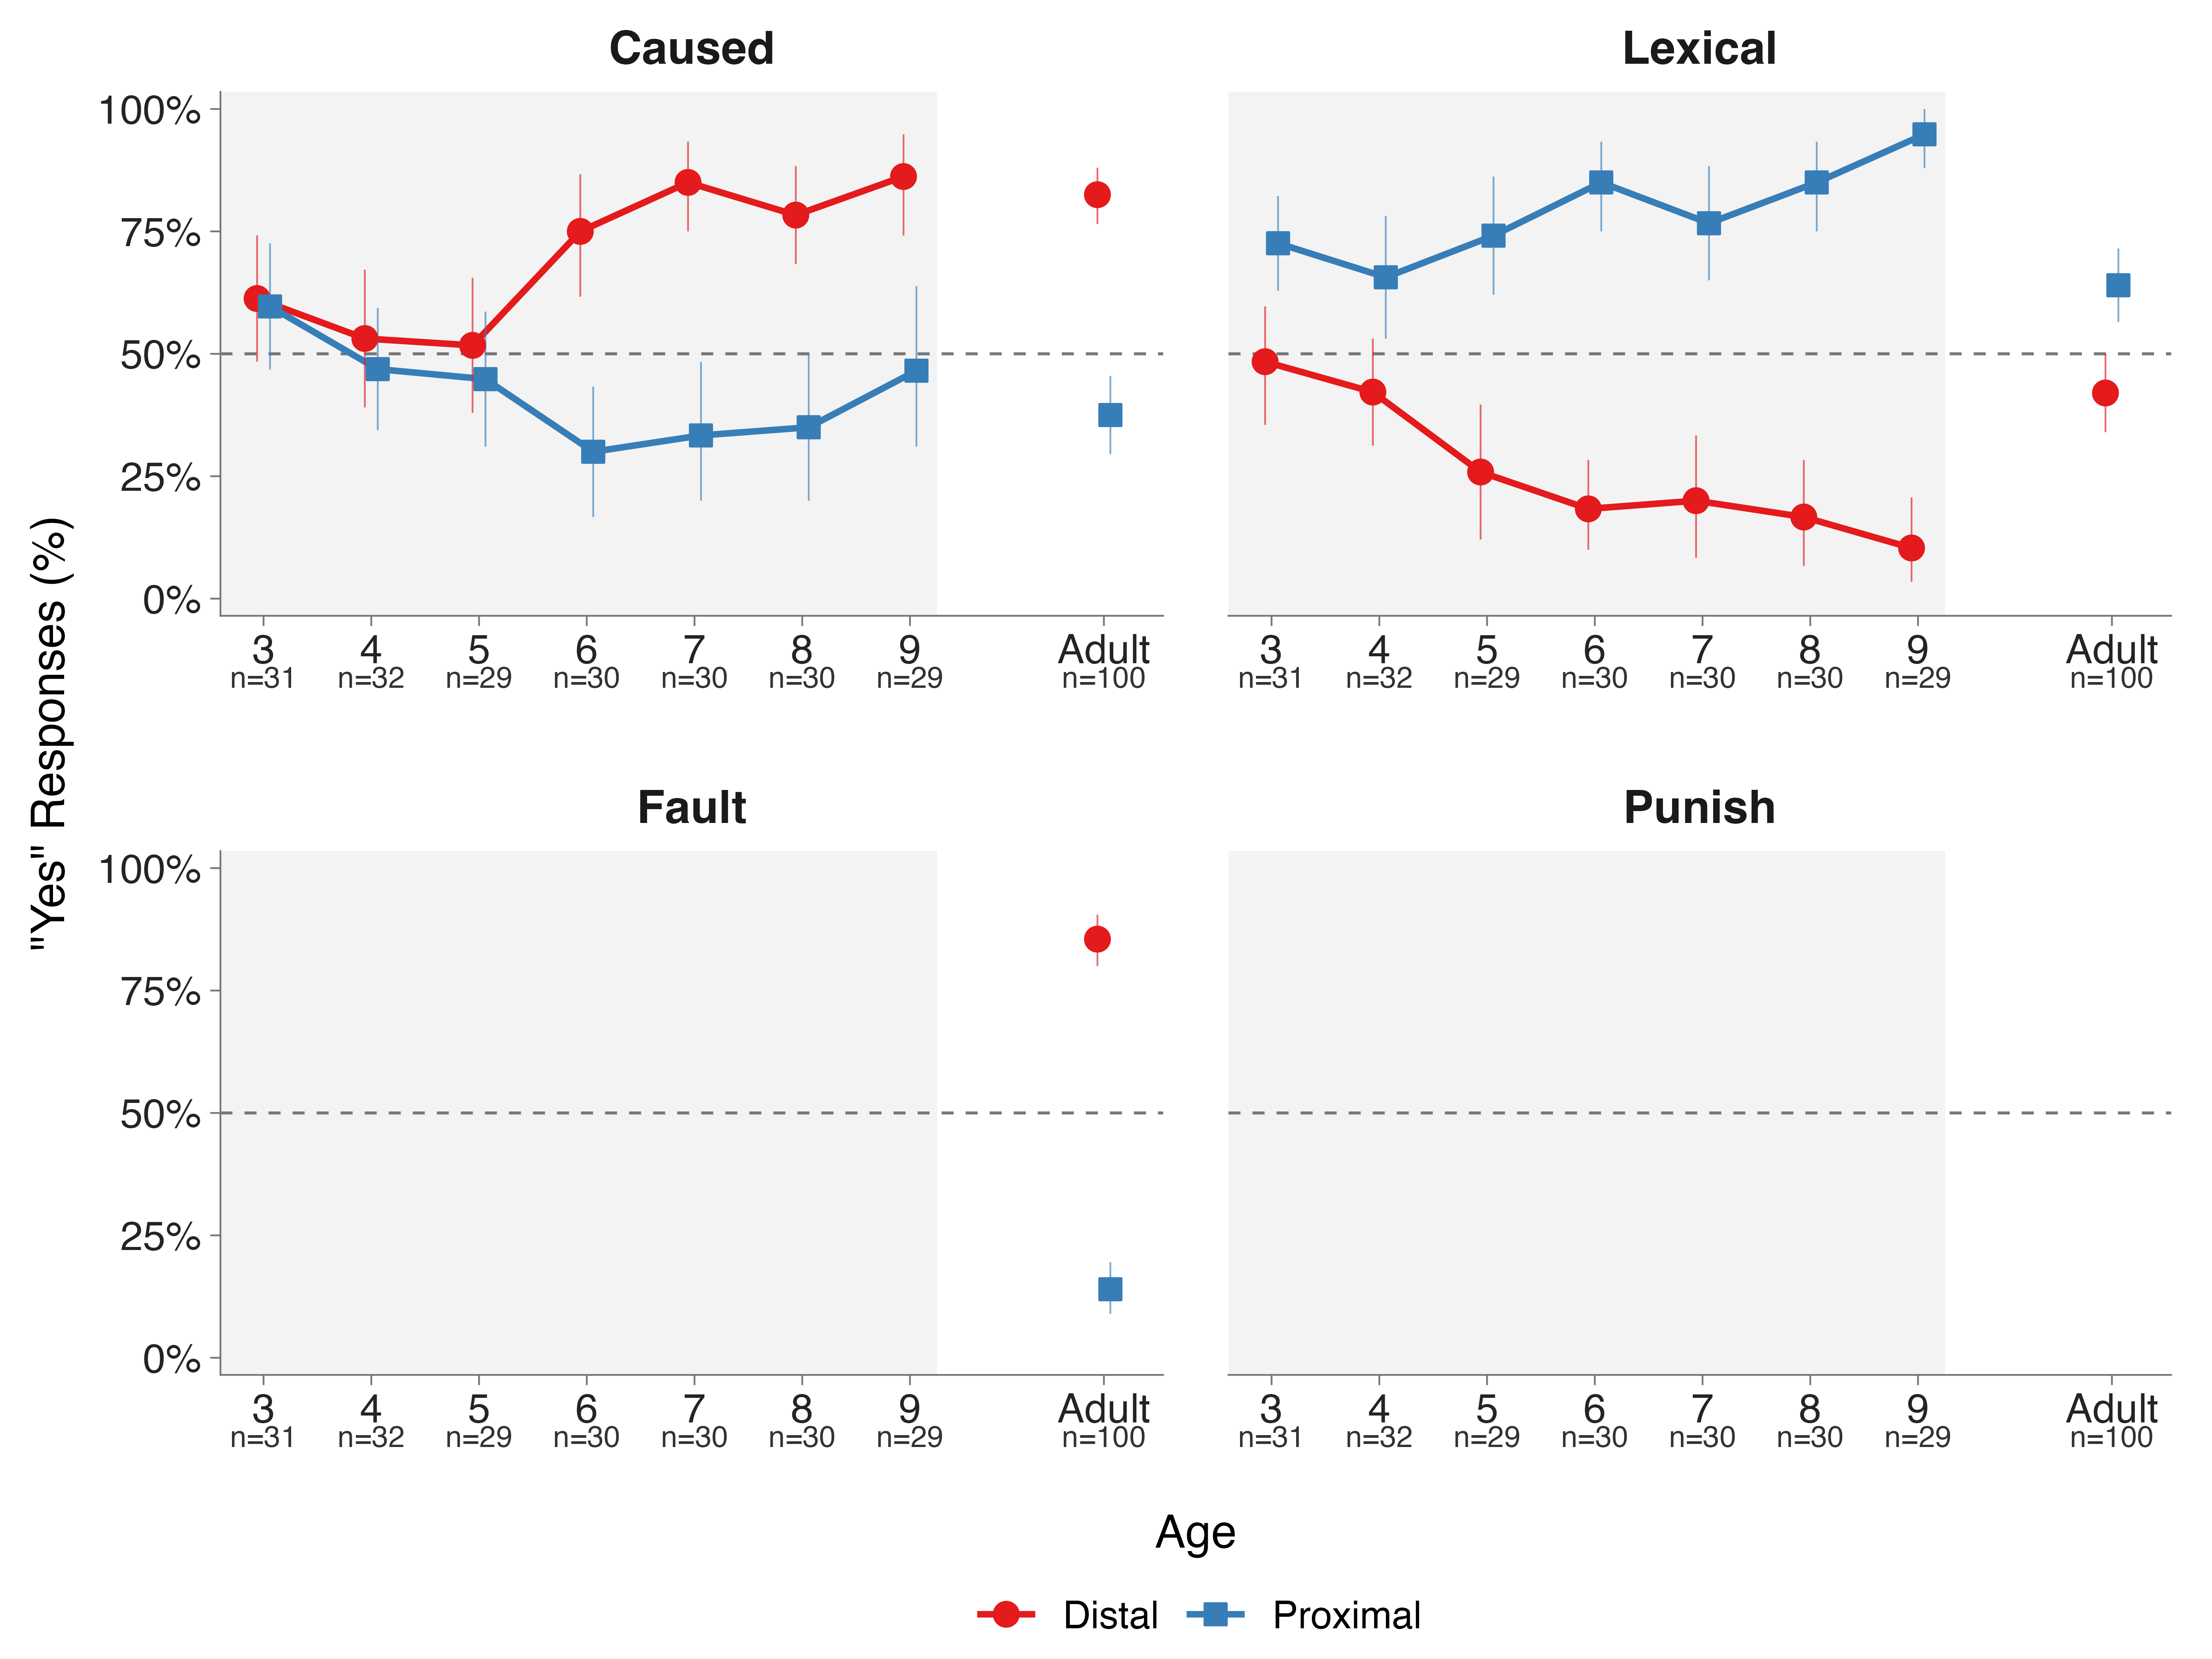 Caused
Lexical
100%
75%
50%
25%
0%
3 4 5 6 7 8 9 Adult
n=31 n=32 n=29 n=30 n=30 n=30 n=29 n=100
3 4 5 6 7 8 9 Adult
n=31 n=32 n=29 n=30 n=30 n=30 n=29 n=100
"Yes" Responses (%)
Fault
Punish
100%
75%
50%
25%
0%
3 4 5 6 7 8 9 Adult
n=31 n=32 n=29 n=30 n=30 n=30 n=29 n=100
3 4 5 6 7 8 9 Adult
n=31 n=32 n=29 n=30 n=30 n=30 n=29 n=100
Age
Distal Proximal